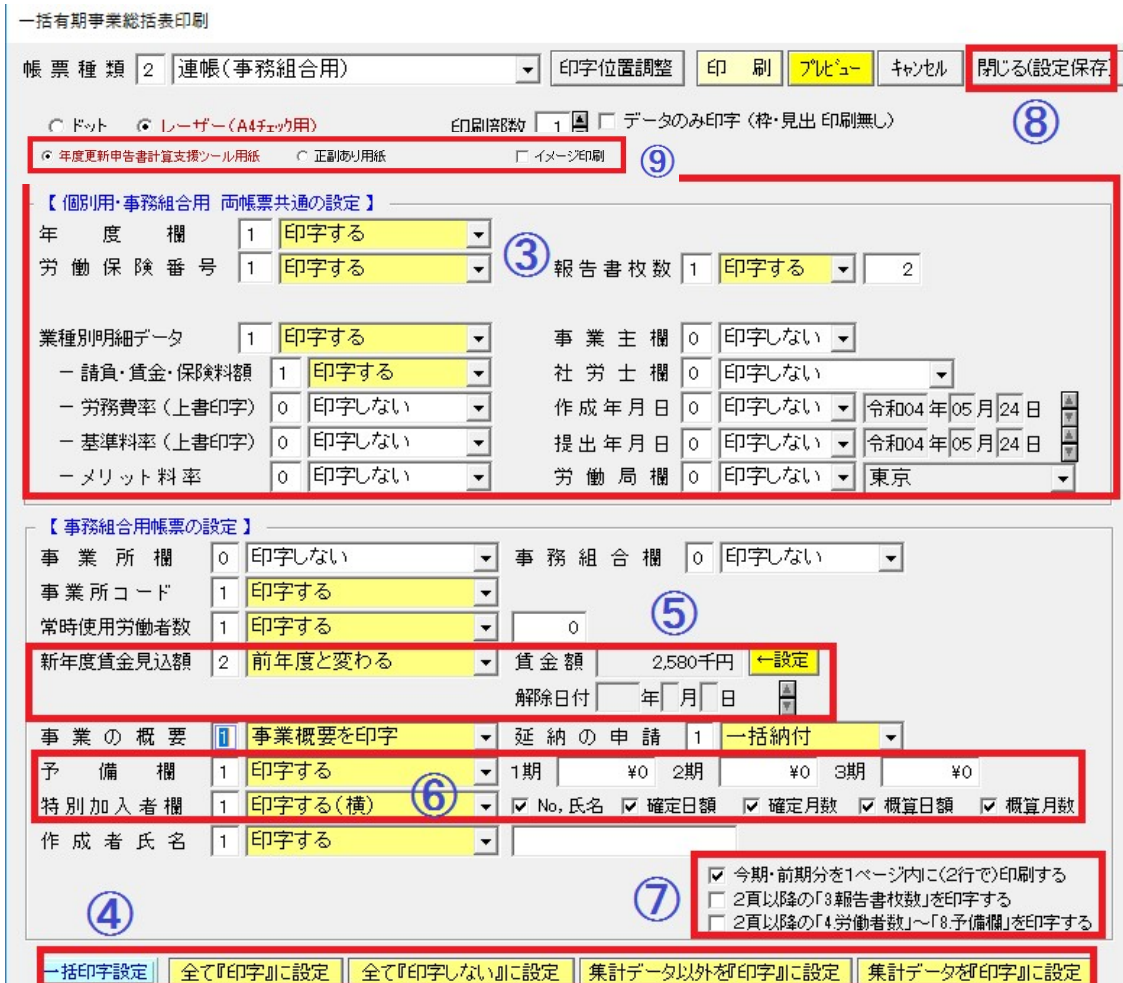 一括有期事業総括表印刷
帳票種類 2 連帳(事務組合用) 印字位置調整 印 刷 プレビュー キャンセル 閉じる(設定保存)
⑧
ドット レーザー(A4チェック用) 印刷部数 1 データのみ印字(枠・見出 印刷無し)
年度更新申告書計算支援ツール用紙 正副あり用紙 イメージ印刷 ⑨
【個別用・事務組合用 両帳票共通の設定】
年度欄 1 印字する ③
労働保険番号 1 印字する 報告書枚数 1 印字する 2
業種別明細データ 1 印字する 事業主欄 0 印字しない
－請負・賃金・保険料額 1 印字する 社労士欄 0 印字しない
－労務費率(上書印字) 0 印字しない 作成年月日 0 印字しない 令和04年05月24日
－基準料率(上書印字) 0 印字しない 提出年月日 0 印字しない 令和04年05月24日
－メリット料率 0 印字しない 労働局欄 0 印字しない 東京
【事務組合用帳票の設定】
事業所欄 0 印字しない 事務組合欄 0 印字しない
事業所コード 1 印字する ⑤
常時使用労働者数 1 印字する 0
新年度賃金見込額 2 前年度と変わる 賃金額 2,580千円 ←設定
解除日付 年 月 日
事業の概要 1 事業概要を印字 延納の申請 1 一括納付
予備欄 1 印字する 1期 ¥0 2期 ¥0 3期 ¥0
⑥
特別加入者欄 1 印字する(横) No,氏名 確定日額 確定月数 概算日額 概算月数
作成者氏名 1 印字する
今期・前期分を1ページ内に(2行で)印刷する
④ ⑦ 2頁以降の「3.報告書枚数」を印字する
2頁以降の「4.労働者数」～「8.予備欄」を印字する
一括印字設定 全て『印字』に設定 全て『印字しない』に設定 集計データ以外を『印字』に設定 集計データを『印字』に設定